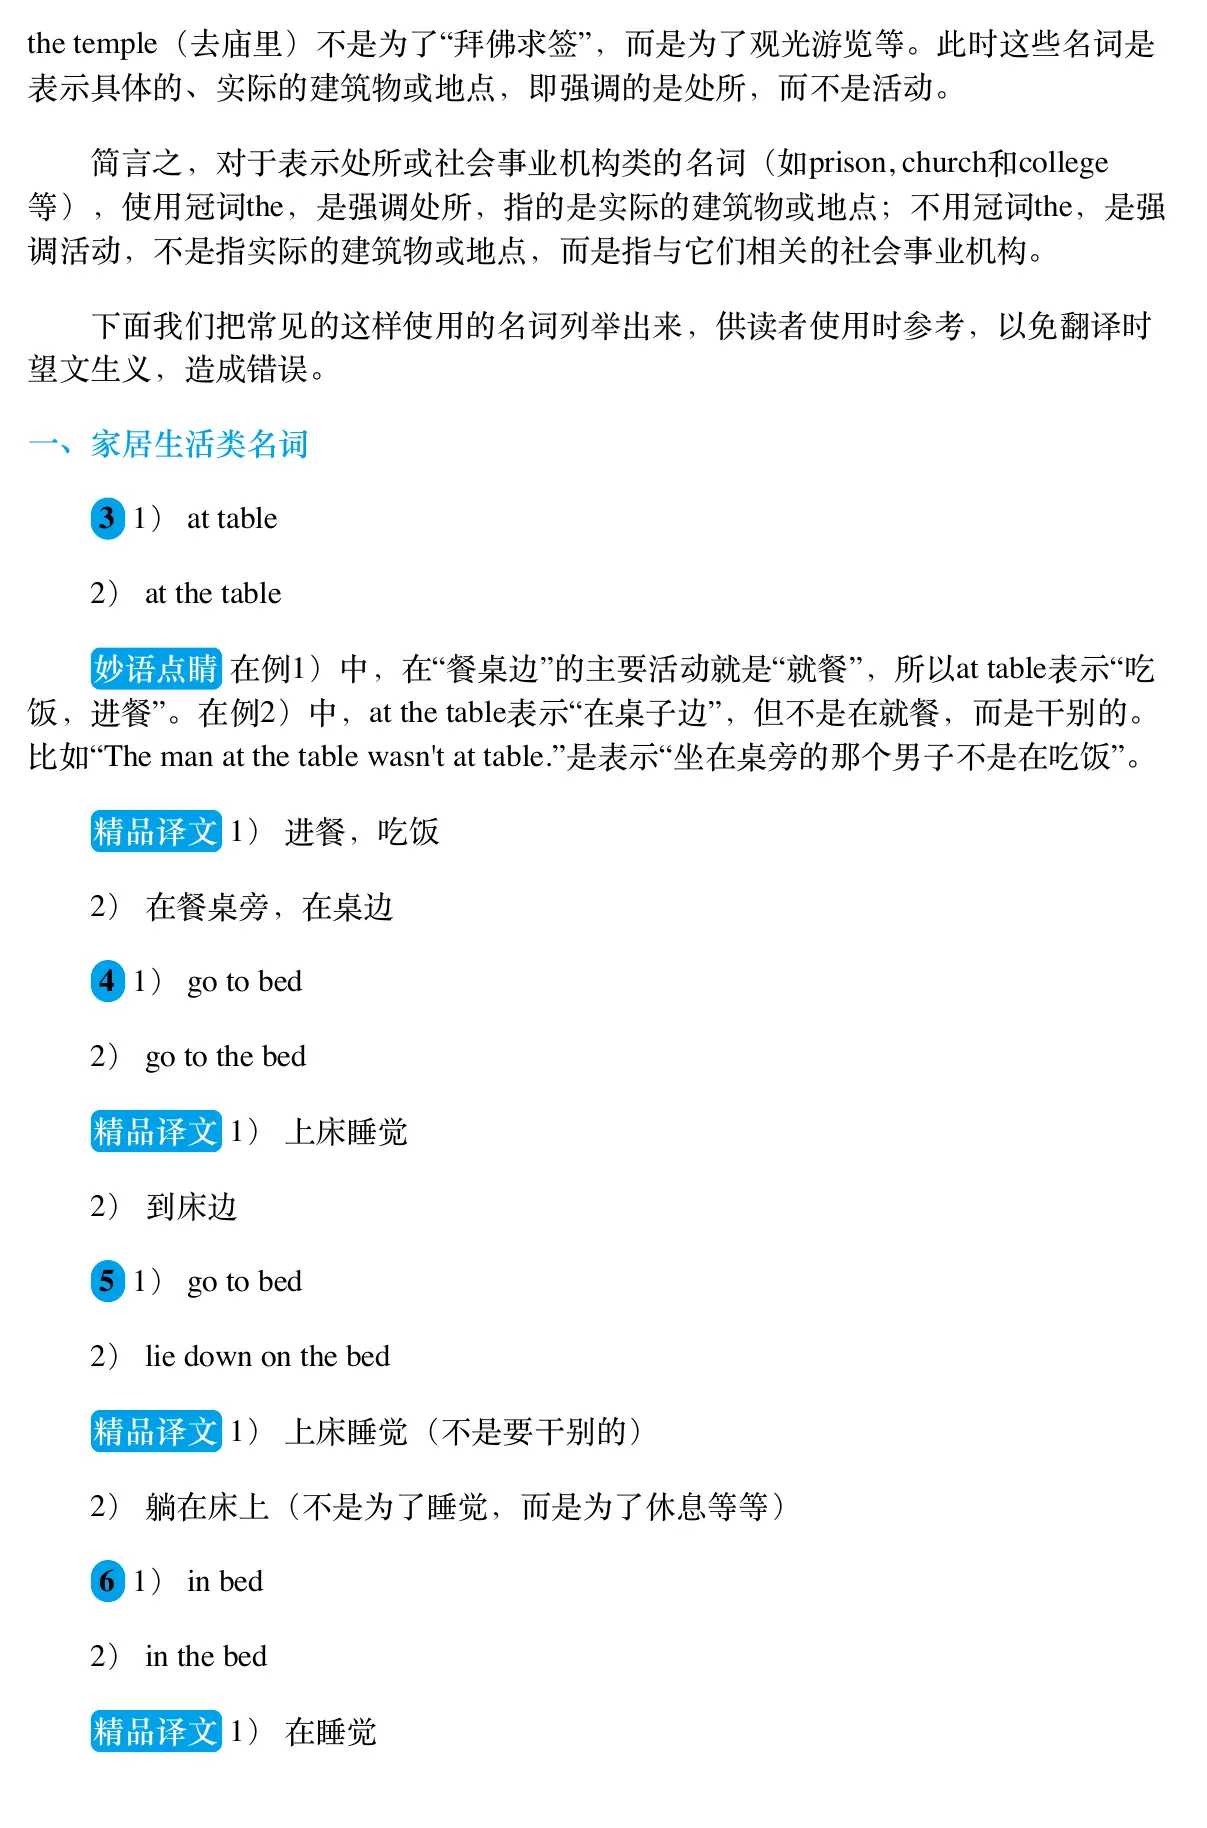 the temple（去庙里）不是为了“拜佛求签”，而是为了观光游览等。此时这些名词是
表示具体的、实际的建筑物或地点，即强调的是处所，而不是活动。
简言之，对于表示处所或社会事业机构类的名词（如prison, church和college
等），使用冠词the，是强调处所，指的是实际的建筑物或地点；不用冠词the，是强
调活动，不是指实际的建筑物或地点，而是指与它们相关的社会事业机构。
下面我们把常见的这样使用的名词列举出来，供读者使用时参考，以免翻译时
望文生义，造成错误。
一、家居生活类名词
3 1） at table
2） at the table
妙语点睛 在例1）中，在“餐桌边”的主要活动就是“就餐”，所以at table表示“吃
饭，进餐”。在例2）中，at the table表示“在桌子边”，但不是在就餐，而是干别的。
比如“The man at the table wasn't at table.”是表示“坐在桌旁的那个男子不是在吃饭”。
精品译文 1） 进餐，吃饭
2） 在餐桌旁，在桌边
4 1） go to bed
2） go to the bed
精品译文 1） 上床睡觉
2） 到床边
5 1） go to bed
2） lie down on the bed
精品译文 1） 上床睡觉（不是要干别的）
2） 躺在床上（不是为了睡觉，而是为了休息等等）
6 1） in bed
2） in the bed
精品译文 1） 在睡觉